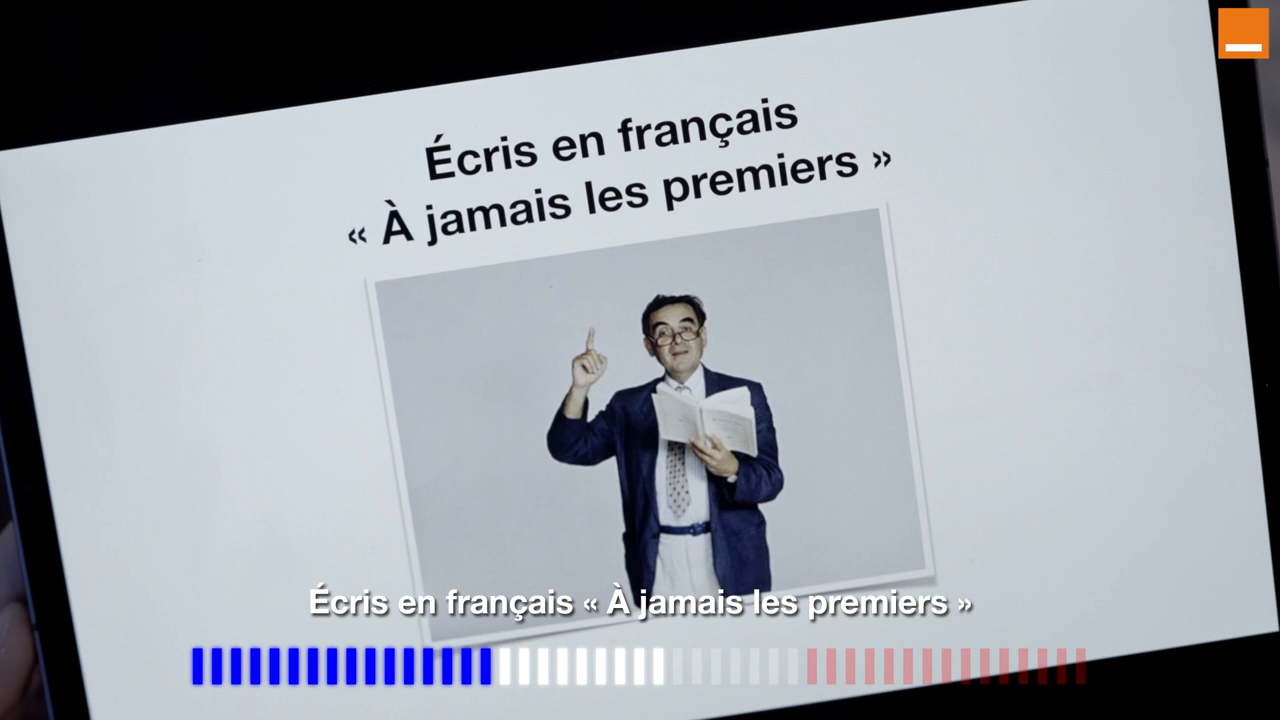 Écris en français
« À jamais les premiers »
Écris en français « À jamais les premiers »